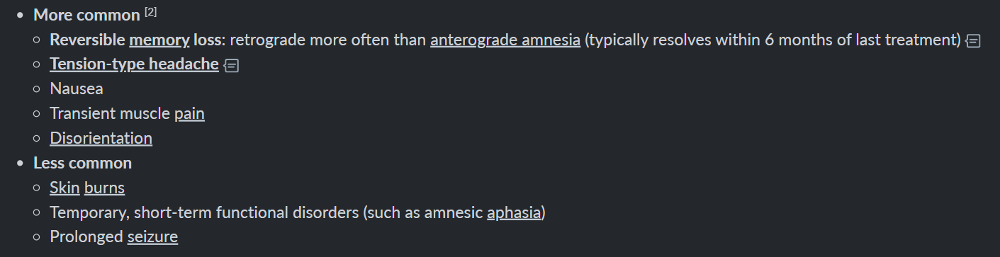 More common [2]
Reversible memory loss: retrograde more often than anterograde amnesia (typically resolves within 6 months of last treatment)
Tension-type headache
Nausea
Transient muscle pain
Disorientation
Less common
Skin burns
Temporary, short-term functional disorders (such as amnesic aphasia)
Prolonged seizure